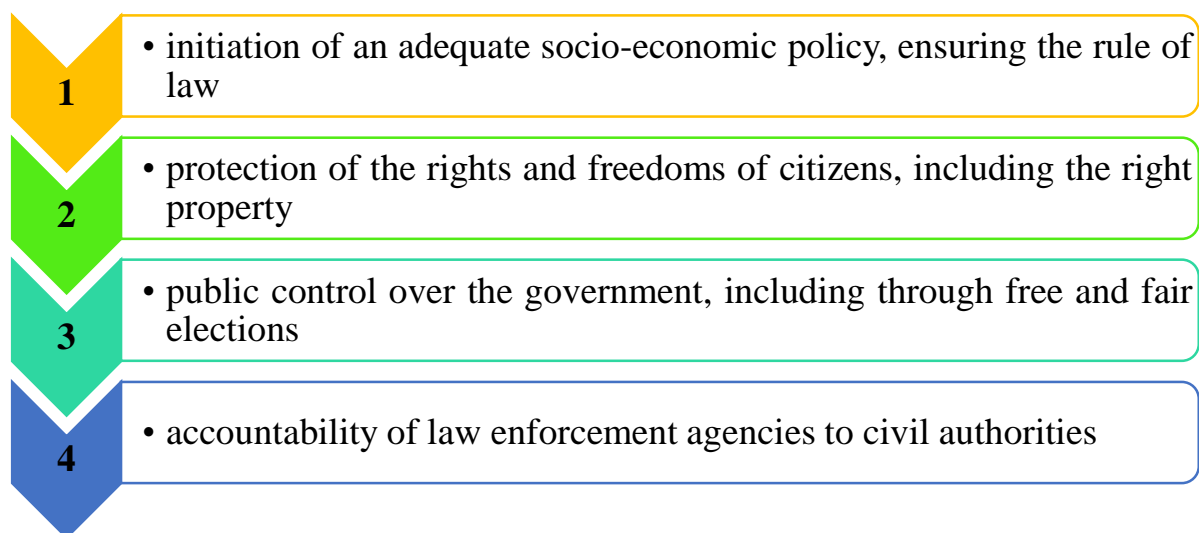 1
• initiation of an adequate socio-economic policy, ensuring the rule of
law
2
• protection of the rights and freedoms of citizens, including the right
property
3
• public control over the government, including through free and fair
elections
4
• accountability of law enforcement agencies to civil authorities